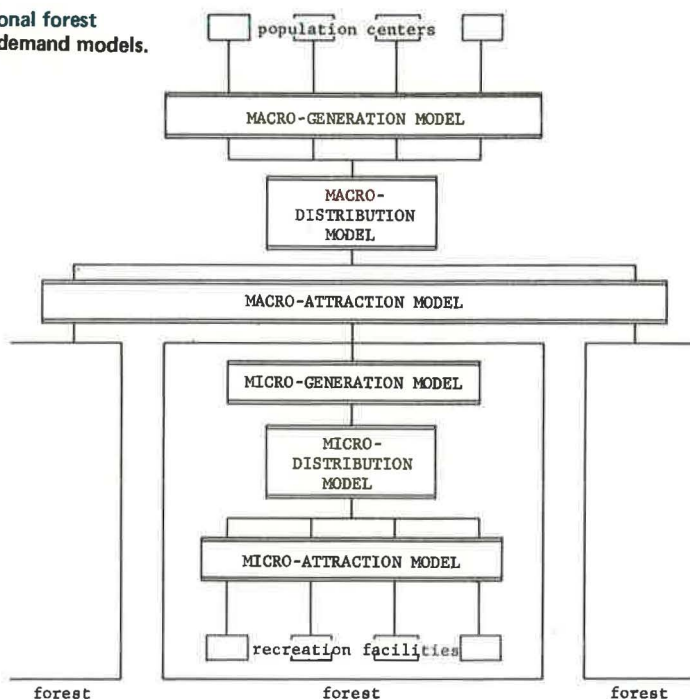 onal forest
demand models.
population centers
MACRO-GENERATION MODEL
MACRO-
DISTRIBUTION
MODEL
MACRO-ATTRACTION MODEL
MICRO-GENERATION MODEL
MICRO-
DISTRIBUTION
MODEL
MICRO-ATTRACTION MODEL
recreation facilities
forest
forest
forest